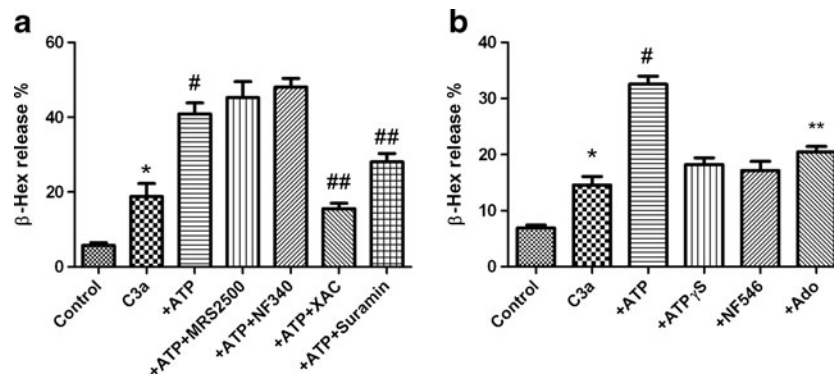 a
β-Hex release %
60
40
20
0
*
#
##
##
Control
C3a
+ATP
+ATP+MRS2500
+ATP+NF340
+ATP+XAC
+ATP+Suramin
b
β-Hex release %
40
30
20
10
0
*
#
**
Control
C3a
+ATP
+ATPγS
+NF546
+Ado